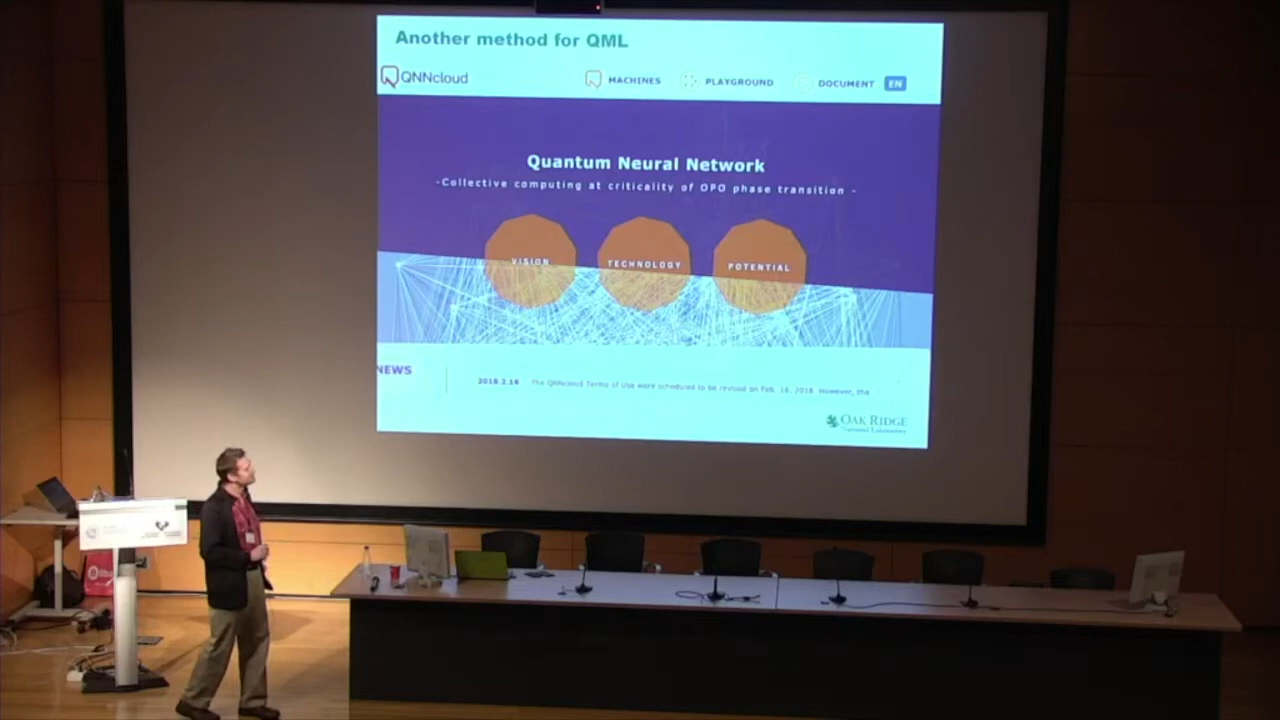 Another method for QML
QNNcloud
MACHINES
PLAYGROUND
DOCUMENT
EN
Quantum Neural Network
-Collective computing at criticality of OPO phase transition -
VISION
TECHNOLOGY
POTENTIAL
NEWS
2018.2.16 The QNNcloud Terms of Use were scheduled to be revised on Feb. 18, 2018. However, the
OAK RIDGE
National Laboratory